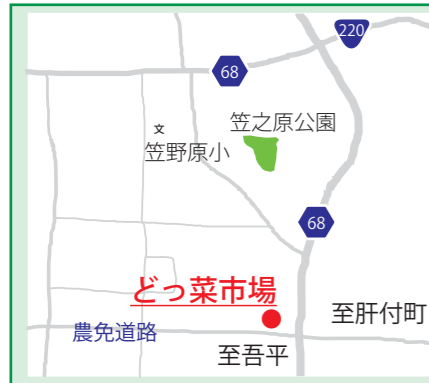 220
68
文
笠之原公園
笠野原小
68
どっ菜市場
至肝付町
農免道路
至吾平